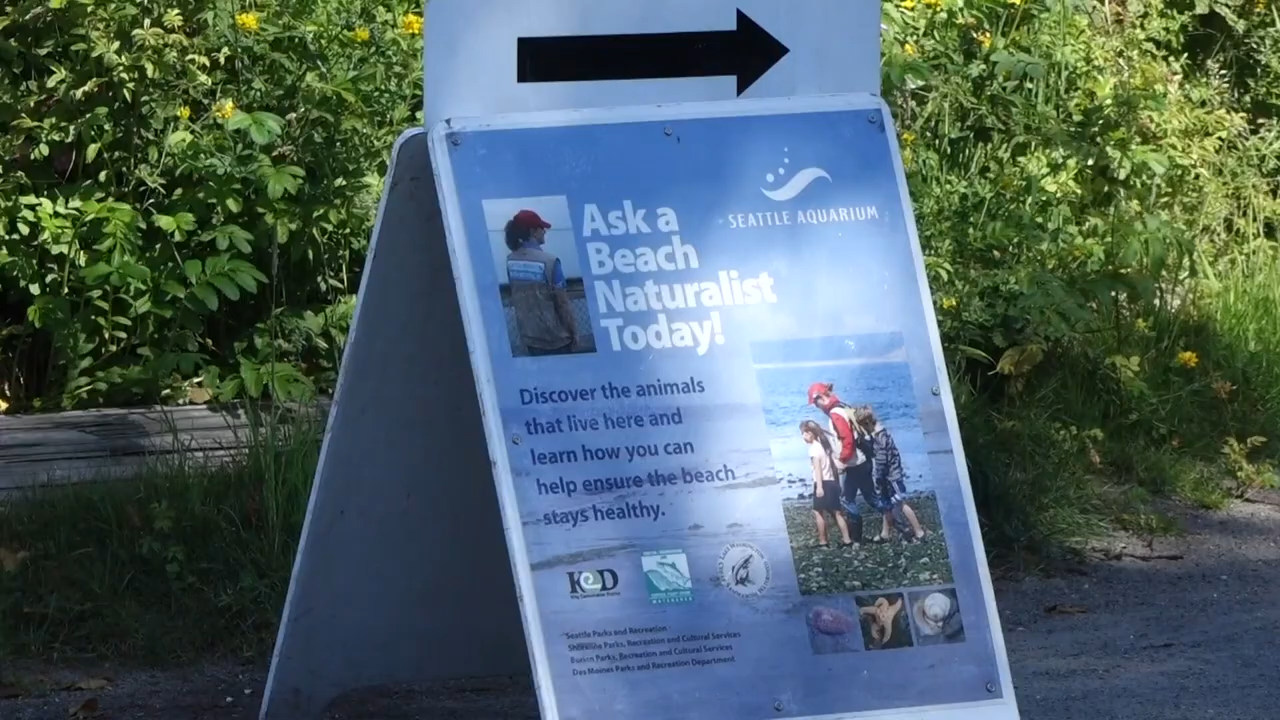 SEATTLE AQUARIUM
Ask a
Beach
Naturalist
Today!
Discover the animals
that live here and
learn how you can
help ensure the beach
stays healthy.
Seattle Parks and Recreation
Shoreline Parks, Recreation and Cultural Services
Burien Parks, Recreation and Cultural Services
Des Moines Parks and Recreation Department